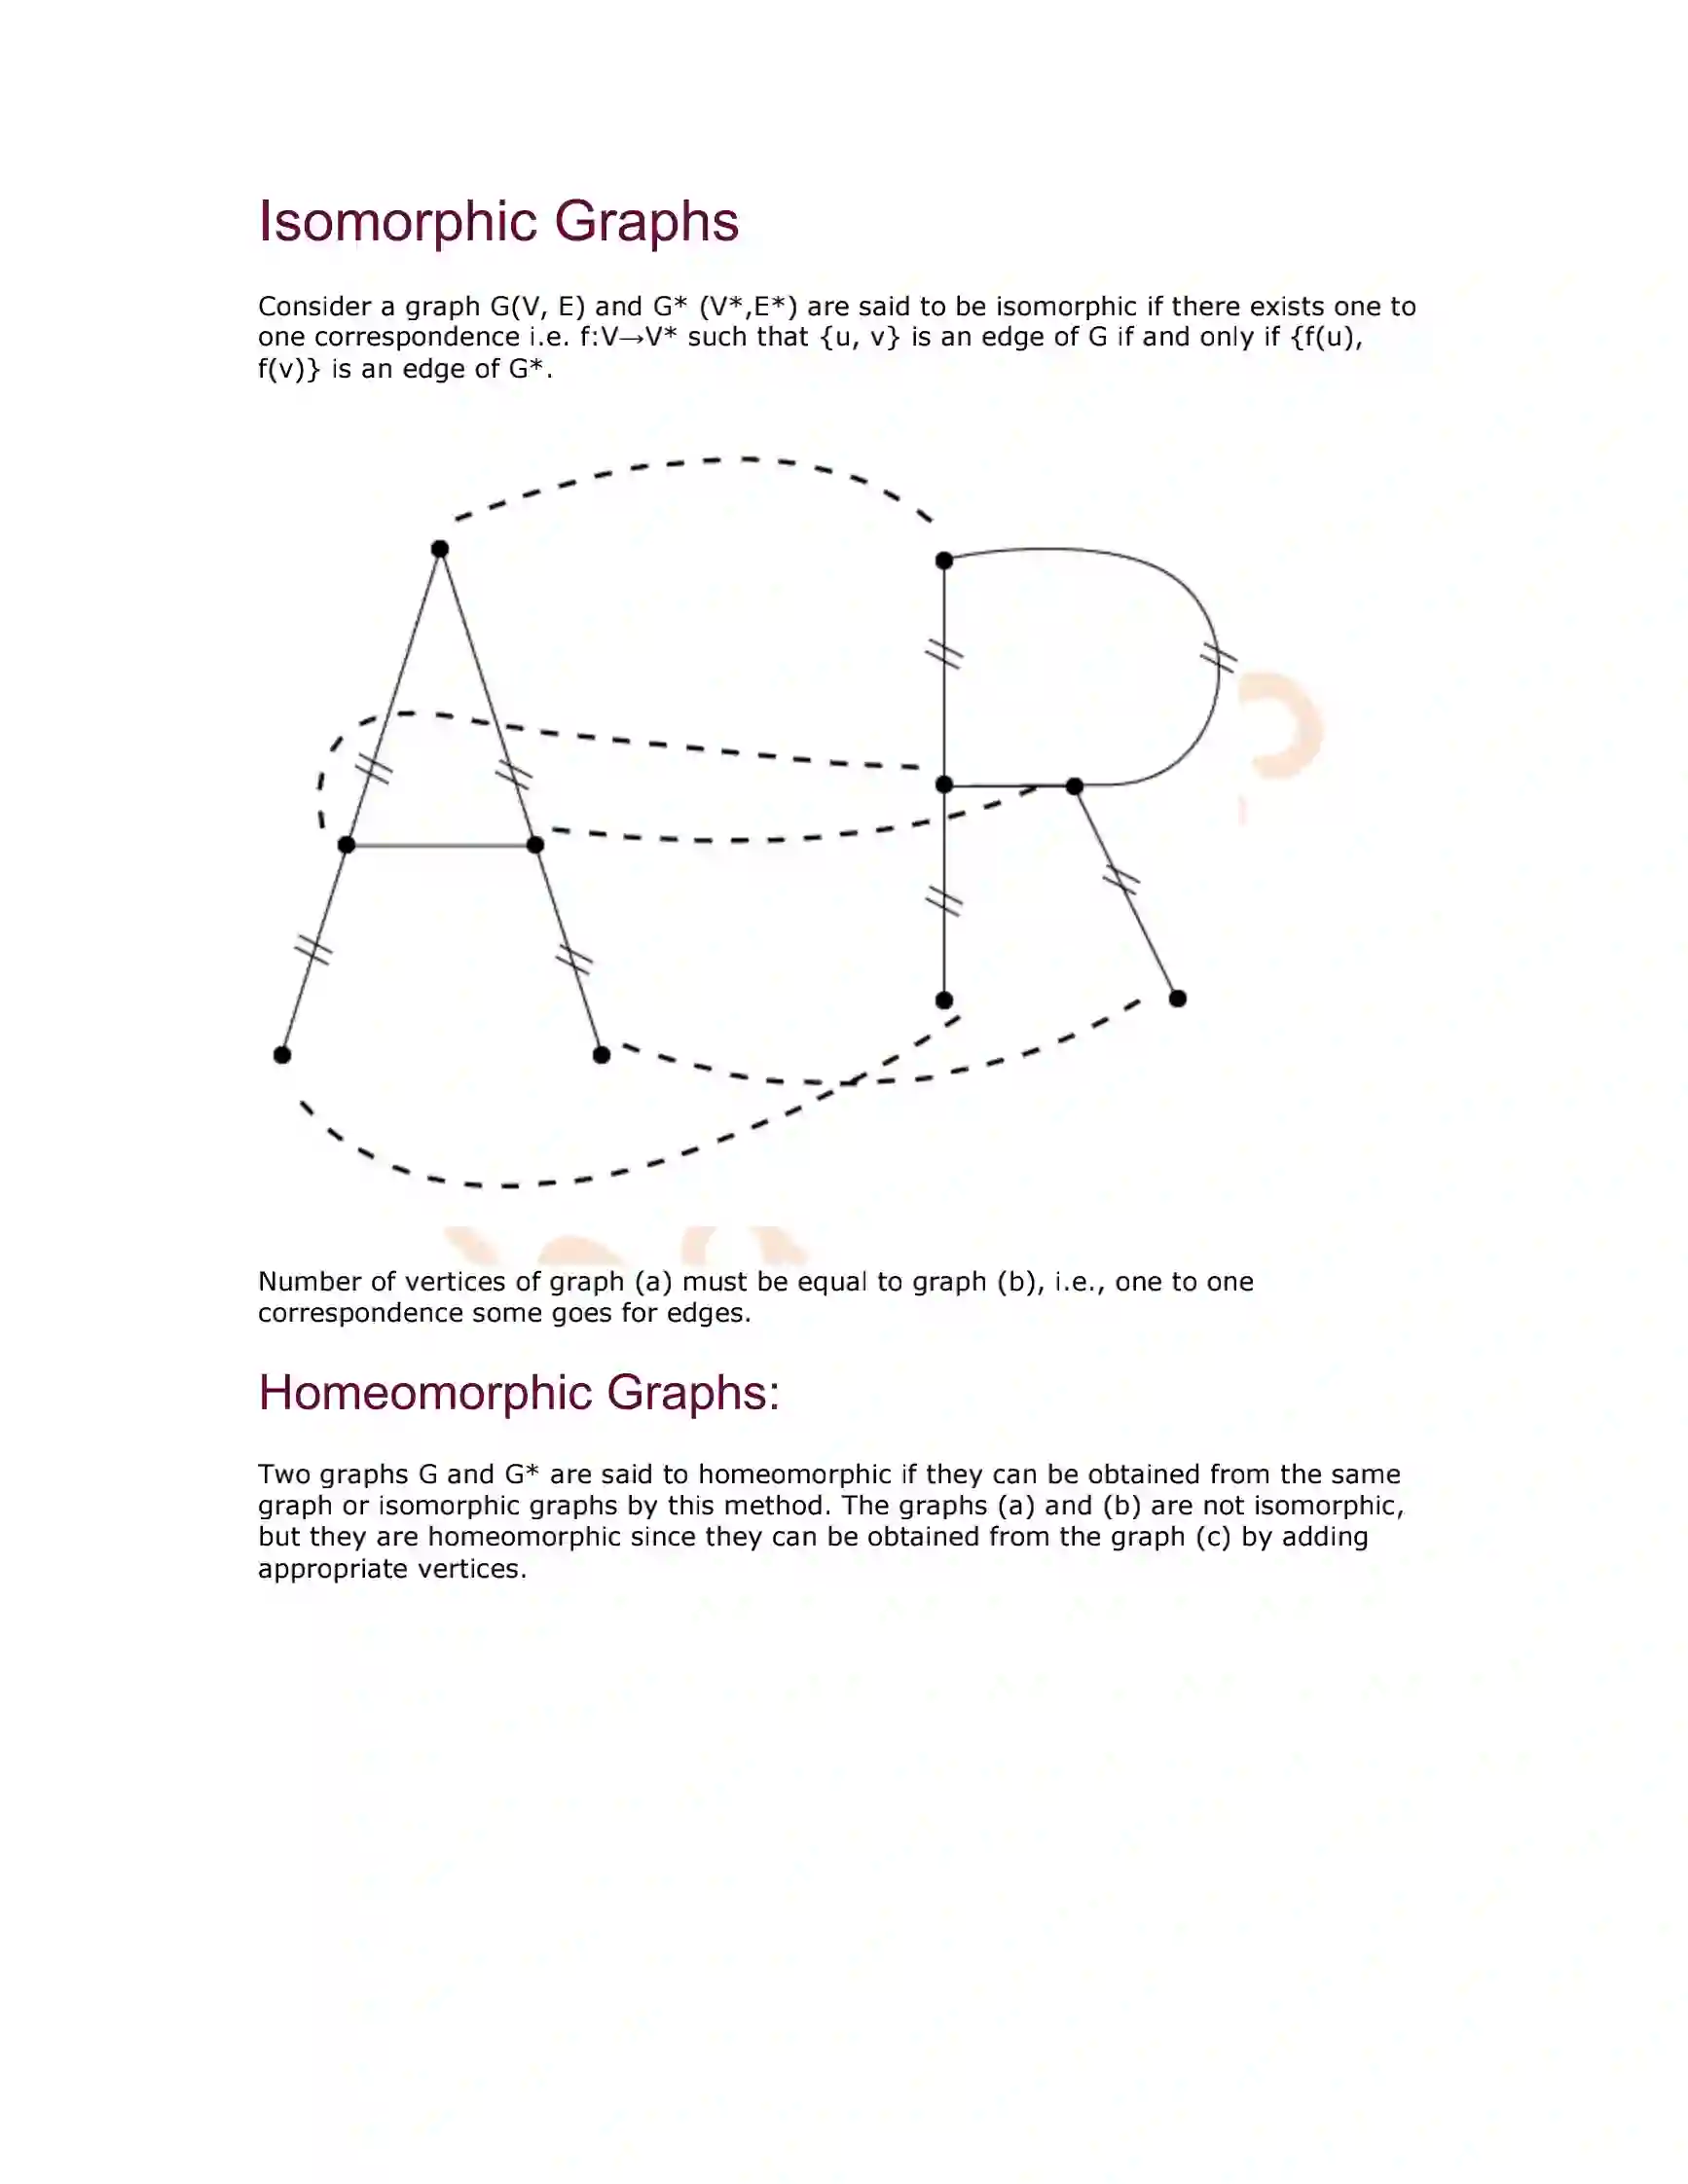 Isomorphic Graphs
Consider a graph G(V, E) and G* (V*,E*) are said to be isomorphic if there exists one to
one correspondence i.e. f:V→V* such that {u, v} is an edge of G if and only if {f(u),
f(v)} is an edge of G*.
Number of vertices of graph (a) must be equal to graph (b), i.e., one to one
correspondence some goes for edges.
Homeomorphic Graphs:
Two graphs G and G* are said to homeomorphic if they can be obtained from the same
graph or isomorphic graphs by this method. The graphs (a) and (b) are not isomorphic,
but they are homeomorphic since they can be obtained from the graph (c) by adding
appropriate vertices.